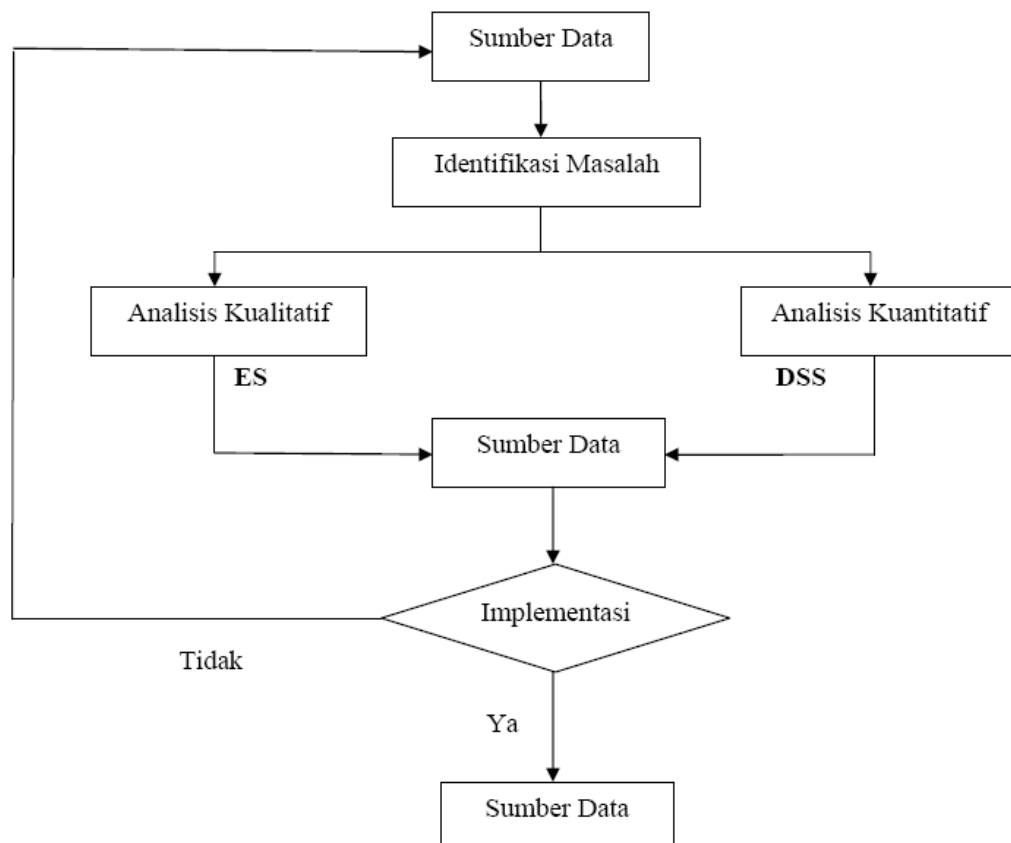 Sumber Data
Identifikasi Masalah
Analisis Kualitatif
Analisis Kuantitatif
ES
DSS
Sumber Data
Implementasi
Tidak
Ya
Sumber Data